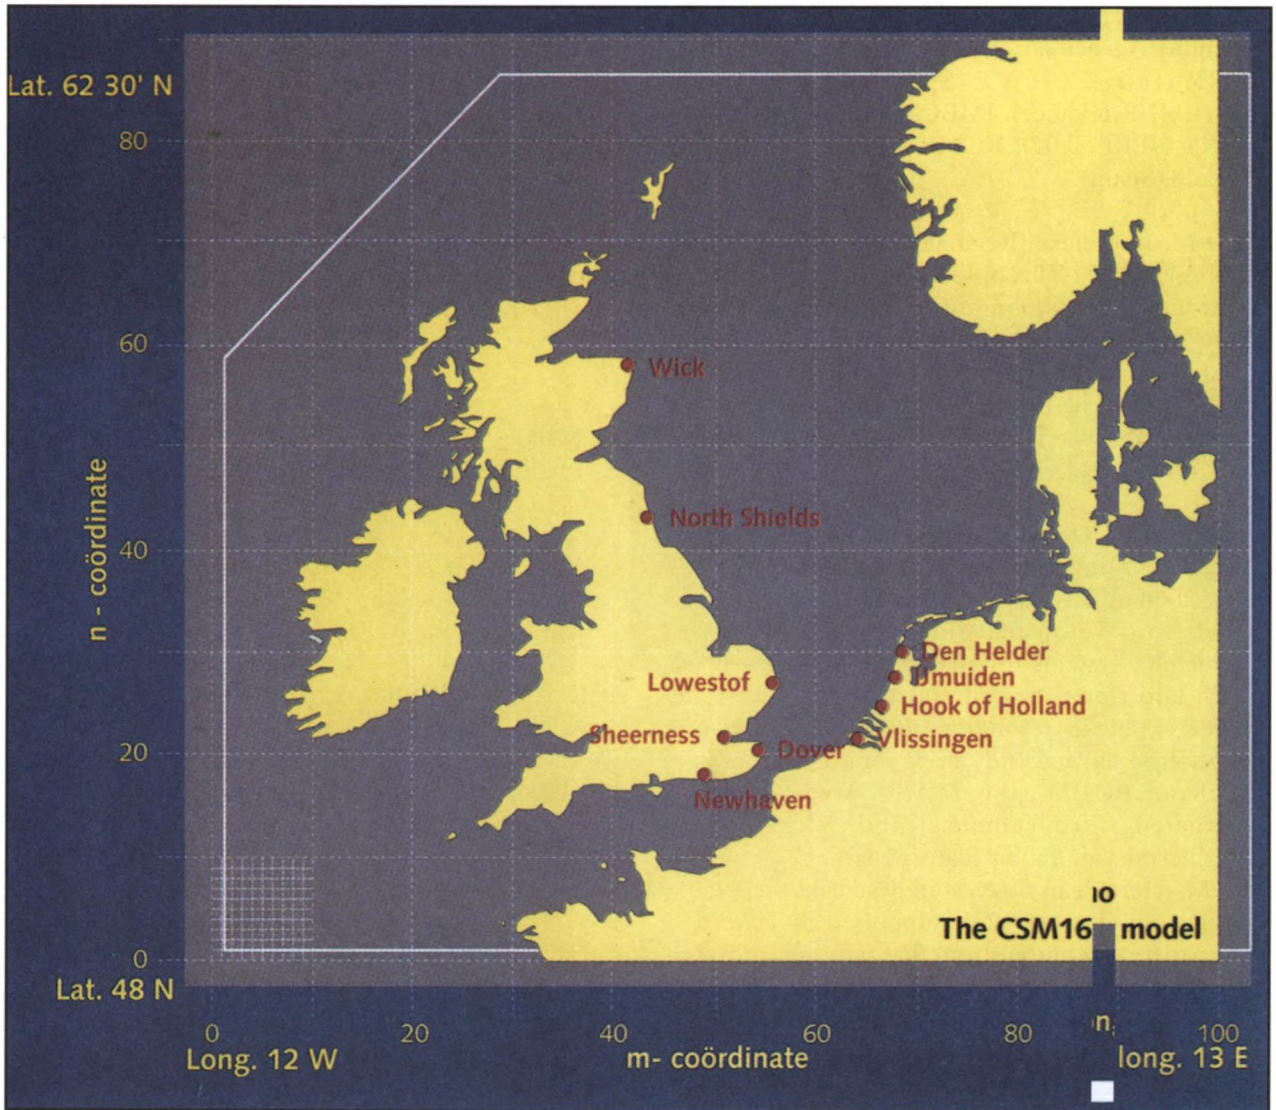 Lat. 62 30' N
80
60
Wick
n - coördinate
North Shields
40
Den Helder
IJmuiden
Lowestof
Hook of Holland
Sheerness
Vlissingen
Dover
20
Newhaven
The CSM16 model
0
Lat. 48 N
0
20
40
60
80
100
Long. 12 W
m- coördinate
long. 13 E